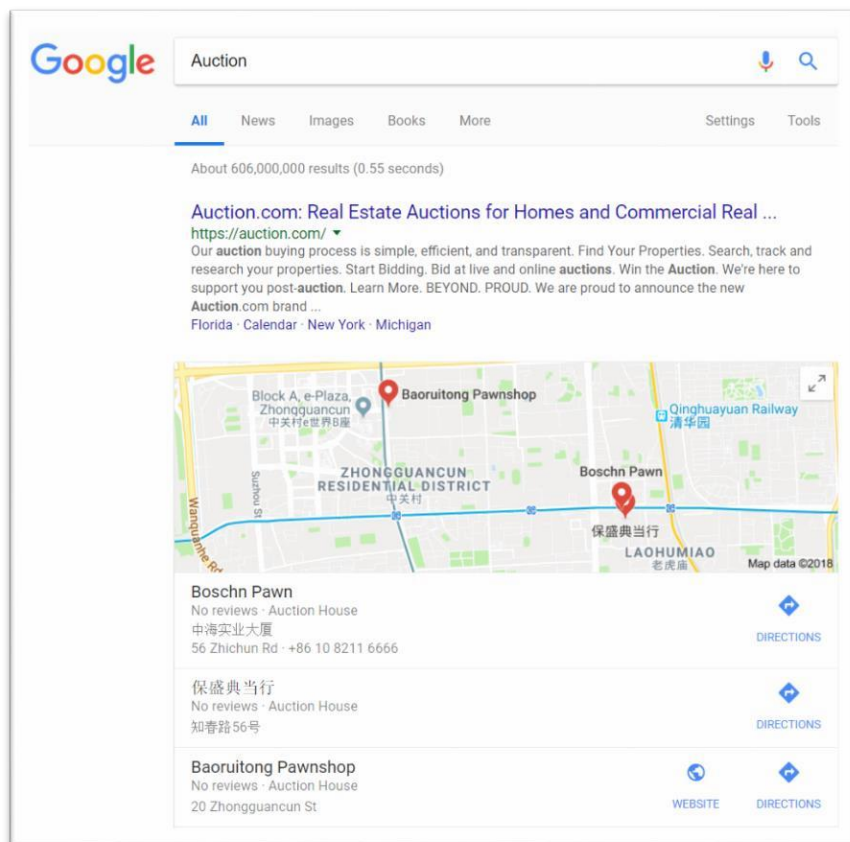 Google
Auction
All News Images Books More Settings Tools
About 606,000,000 results (0.55 seconds)
Auction.com: Real Estate Auctions for Homes and Commercial Real ...
https://auction.com/
Our auction buying process is simple, efficient, and transparent. Find Your Properties. Search, track and
research your properties. Start Bidding. Bid at live and online auctions. Win the Auction. We're here to
support you post-auction. Learn More. BEYOND. PROUD. We are proud to announce the new
Auction.com brand ...
Florida · Calendar · New York · Michigan
Block A, e-Plaza,
Zhongguancun
中关村e世界B座
Baoruitong Pawnshop
Qinghuayuan Railway
清华园
Suzhou St
ZHONGGUANCUN
RESIDENTIAL DISTRICT
中关村
Boschn Pawn
Wanquanhe Rd
保盛典当行
LAOHUMIAO
老虎庙
Map data ©2018
Boschn Pawn
No reviews · Auction House
中海实业大厦
56 Zhichun Rd · +86 10 8211 6666
DIRECTIONS
保盛典当行
No reviews · Auction House
知春路56号
DIRECTIONS
Baoruitong Pawnshop
No reviews · Auction House
20 Zhongguancun St
WEBSITE DIRECTIONS